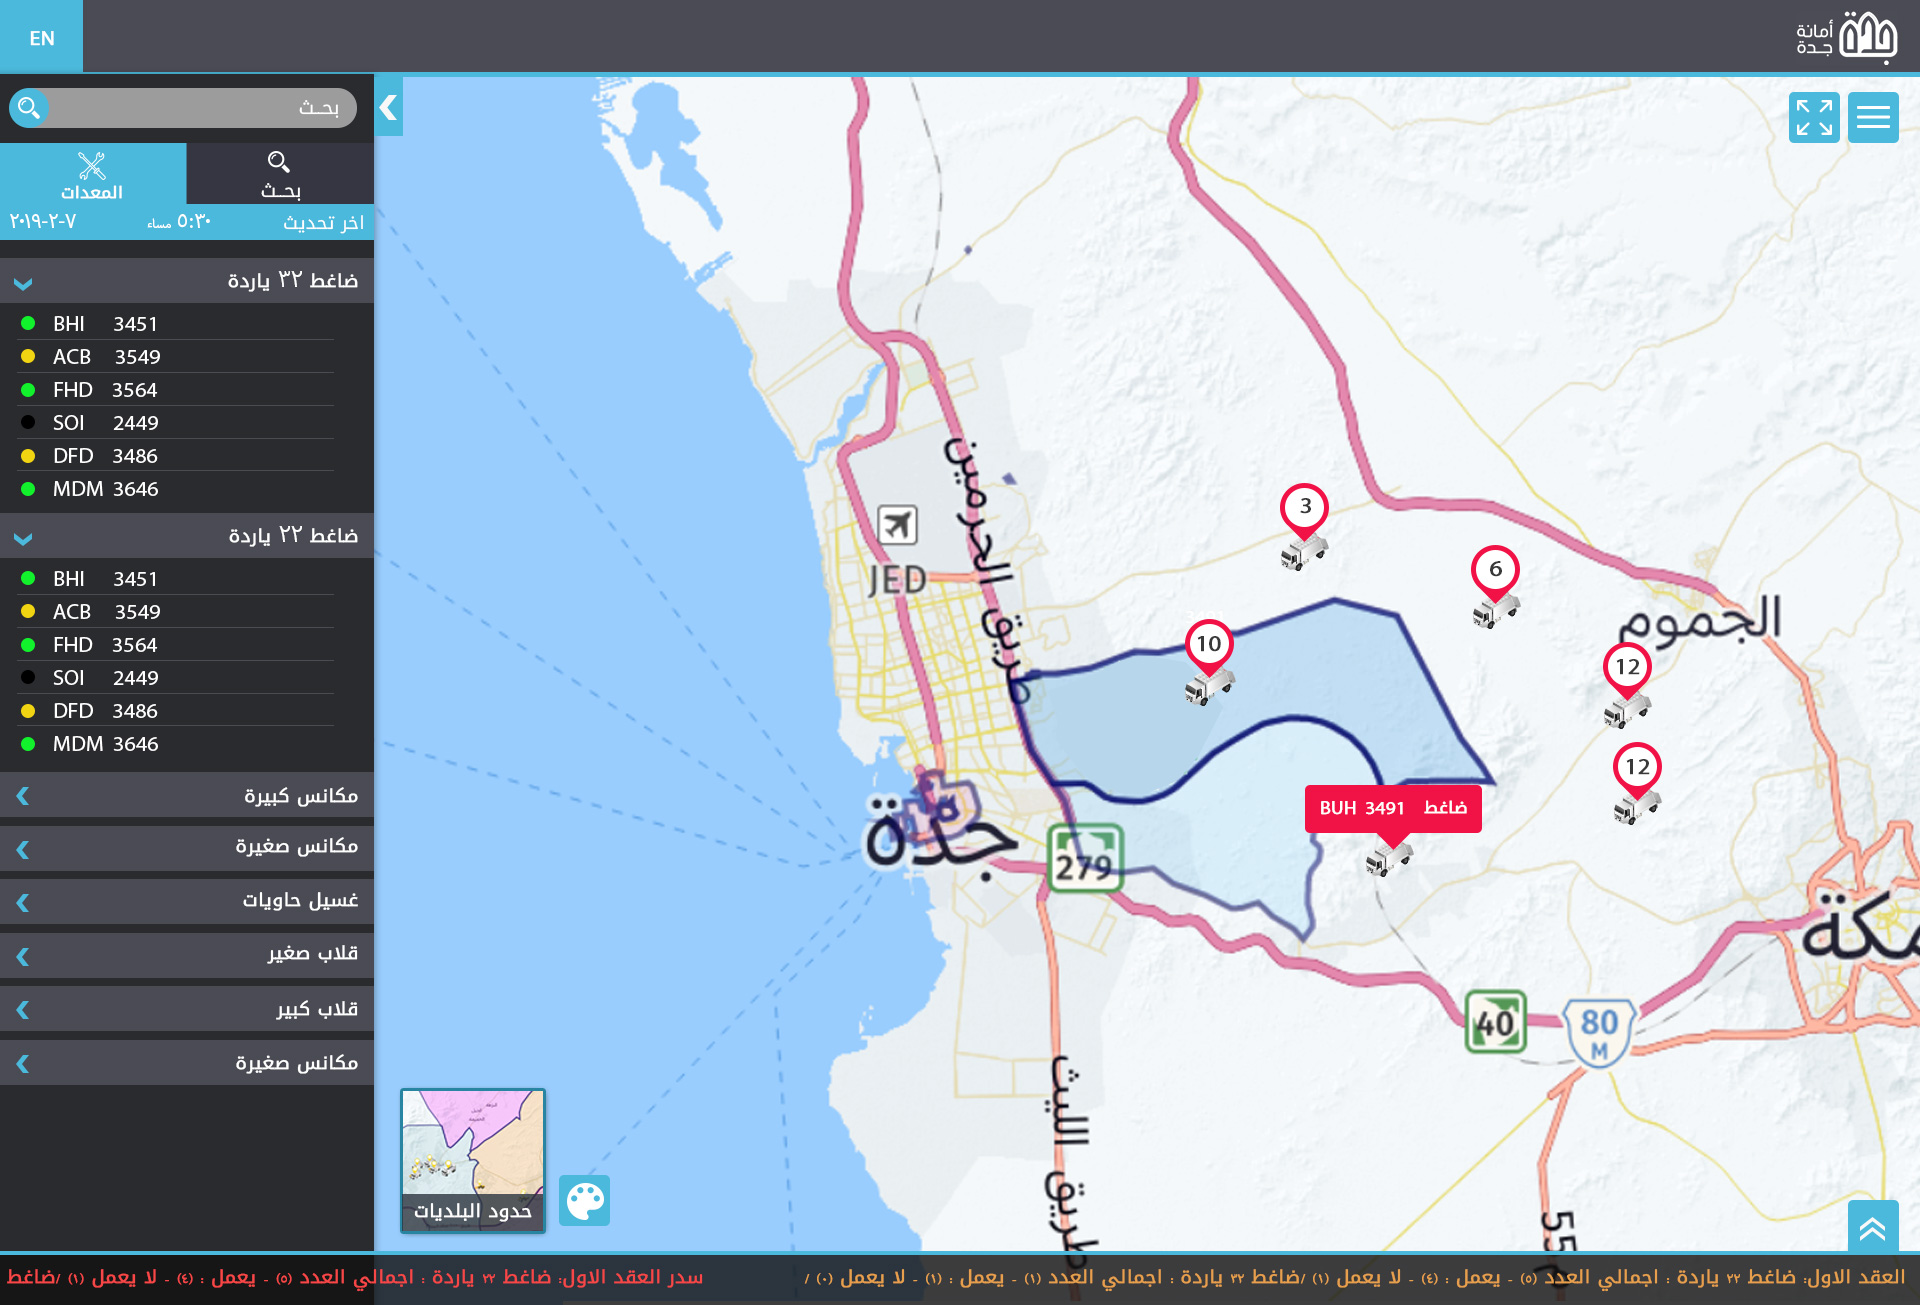 EN
أمانة
جدة
بحـث
المعدات
بحـث
اخر تحديث ٥:٣٠ مساء ٧-٢-٢٠١٩
ضاغط ٣٢ ياردة
BHI 3451
ACB 3549
FHD 3564
SOI 2449
DFD 3486
MDM 3646
ضاغط ٢٢ ياردة
BHI 3451
ACB 3549
FHD 3564
SOI 2449
DFD 3486
MDM 3646
مكانس كبيرة
مكانس صغيرة
غسيل حاويات
قلاب صغير
قلاب كبير
مكانس صغيرة
طريق الحرمين
JED
3
6
10
12
12
الجموم
ضاغط BUH 3491
جدة
279
مكة
40
80
M
طريق الليث
55
حدود البلديات
العقد الاول: ضاغط ٢٢ ياردة : اجمالي العدد (٥) - يعمل : (٤) - لا يعمل (١) /ضاغط ٣٢ ياردة : اجمالي العدد (١) - يعمل : (١) - لا يعمل (٠) /
سدر العقد الاول: ضاغط ٢٢ ياردة : اجمالي العدد (٥) - يعمل : (٤) - لا يعمل (١) /ضاغط